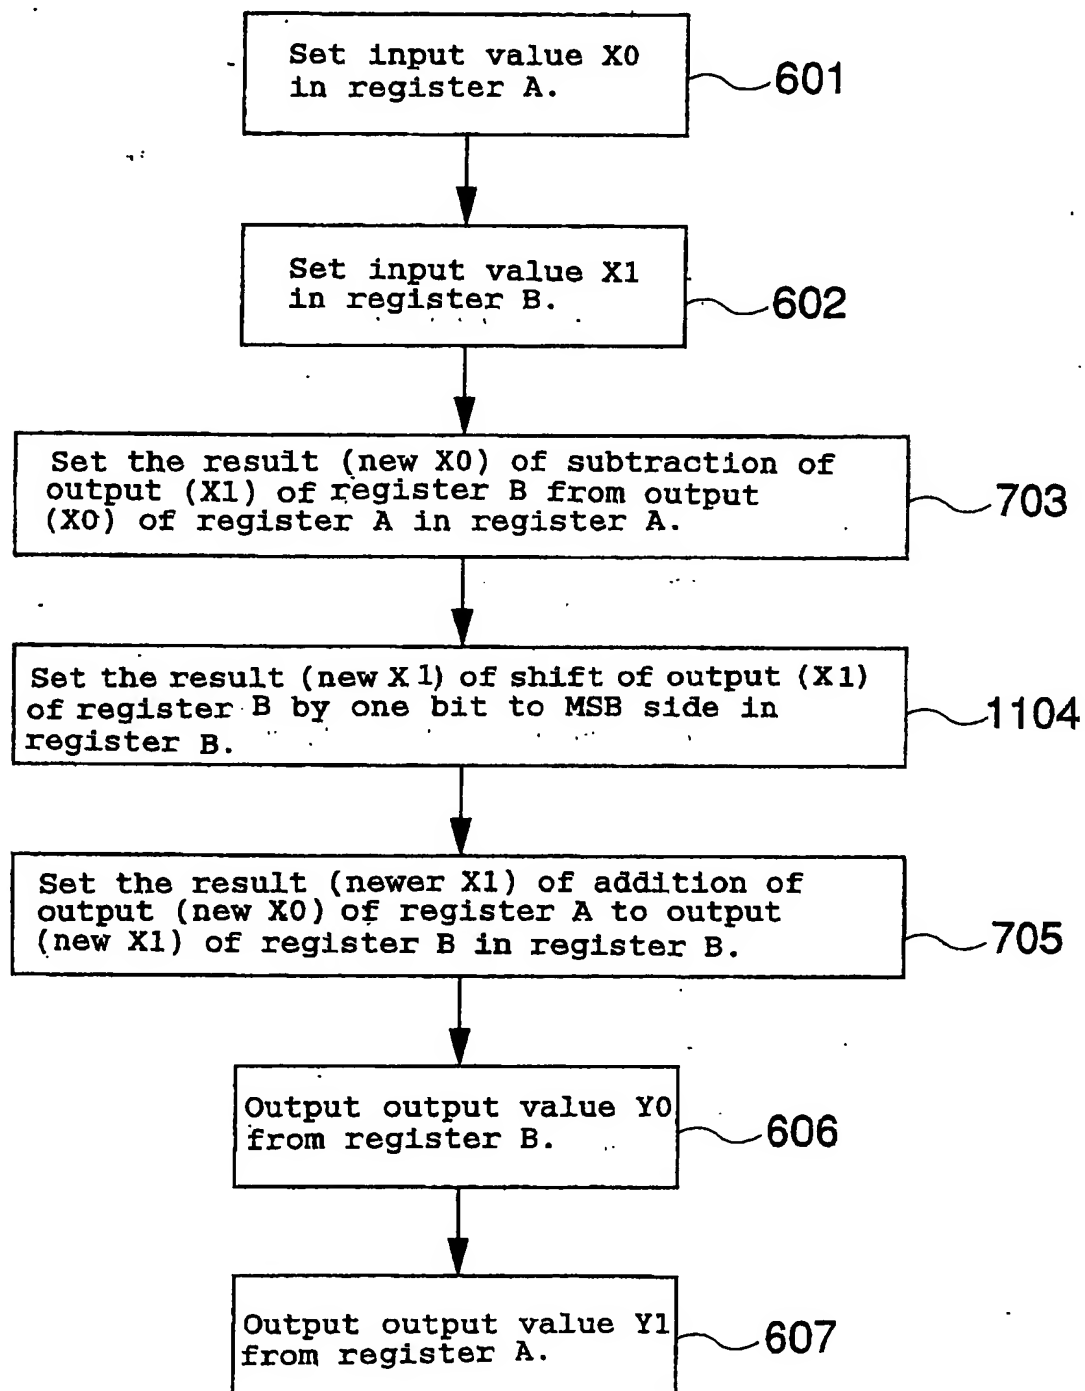 Set input value X0
in register A.
601
Set input value X1
in register B.
602
Set the result (new X0) of subtraction of
output (X1) of register B from output
(X0) of register A in register A.
703
Set the result (new X1) of shift of output (X1)
of register B by one bit to MSB side in
register B.
1104
Set the result (newer X1) of addition of
output (new X0) of register A to output
(new X1) of register B in register B.
705
Output output value Y0
from register B.
606
Output output value Y1
from register A.
607